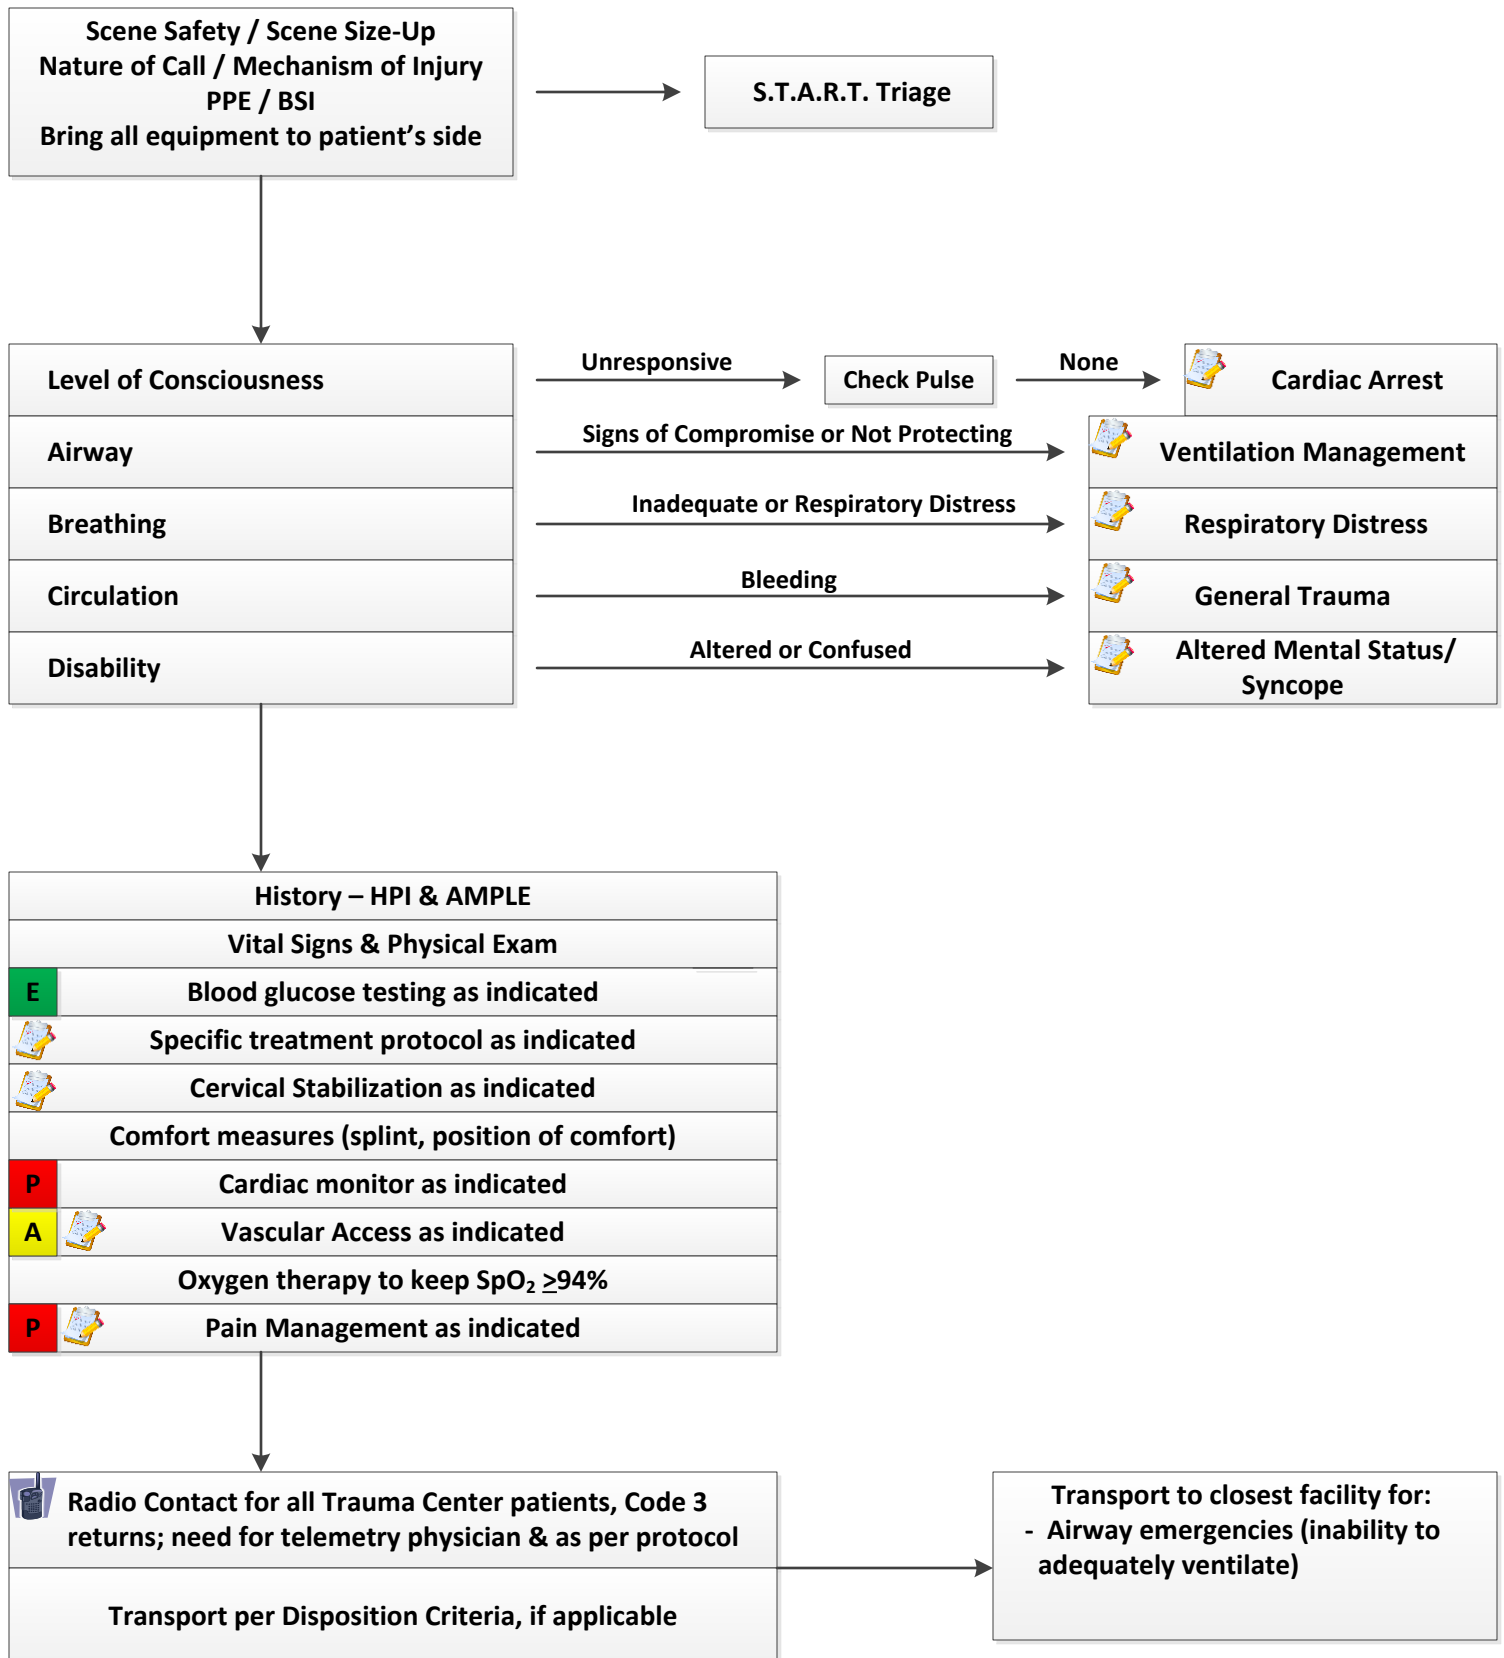 Scene Safety / Scene Size-Up
Nature of Call / Mechanism of Injury
PPE / BSI
Bring all equipment to patient’s side
S.T.A.R.T. Triage
Level of Consciousness
Unresponsive
Check Pulse
None
Cardiac Arrest
Airway
Signs of Compromise or Not Protecting
Ventilation Management
Breathing
Inadequate or Respiratory Distress
Respiratory Distress
Circulation
Bleeding
General Trauma
Disability
Altered or Confused
Altered Mental Status/
Syncope
History – HPI & AMPLE
Vital Signs & Physical Exam
E Blood glucose testing as indicated
Specific treatment protocol as indicated
Cervical Stabilization as indicated
Comfort measures (splint, position of comfort)
P Cardiac monitor as indicated
A Vascular Access as indicated
Oxygen therapy to keep SpO₂ ≥94%
P Pain Management as indicated
Radio Contact for all Trauma Center patients, Code 3
returns; need for telemetry physician & as per protocol
Transport per Disposition Criteria, if applicable
Transport to closest facility for:
- Airway emergencies (inability to
adequately ventilate)